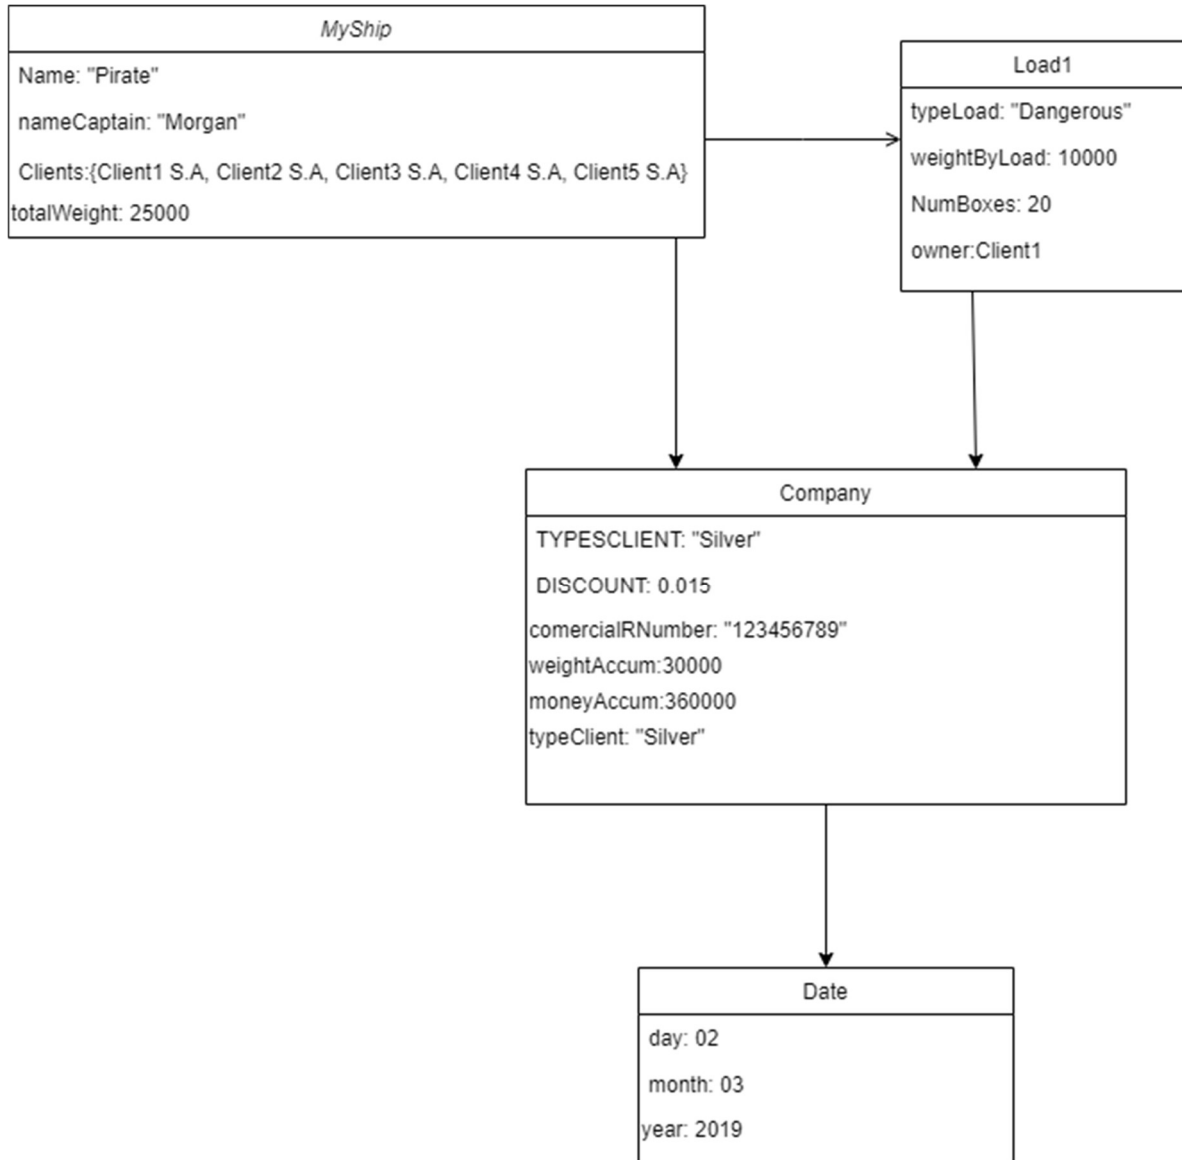 MyShip
Name: "Pirate"
nameCaptain: "Morgan"
Clients:{Client1 S.A, Client2 S.A, Client3 S.A, Client4 S.A, Client5 S.A}
totalWeight: 25000
Load1
typeLoad: "Dangerous"
weightByLoad: 10000
NumBoxes: 20
owner:Client1
Company
TYPESCLIENT: "Silver"
DISCOUNT: 0.015
comercialRNumber: "123456789"
weightAccum:30000
moneyAccum:360000
typeClient: "Silver"
Date
day: 02
month: 03
year: 2019